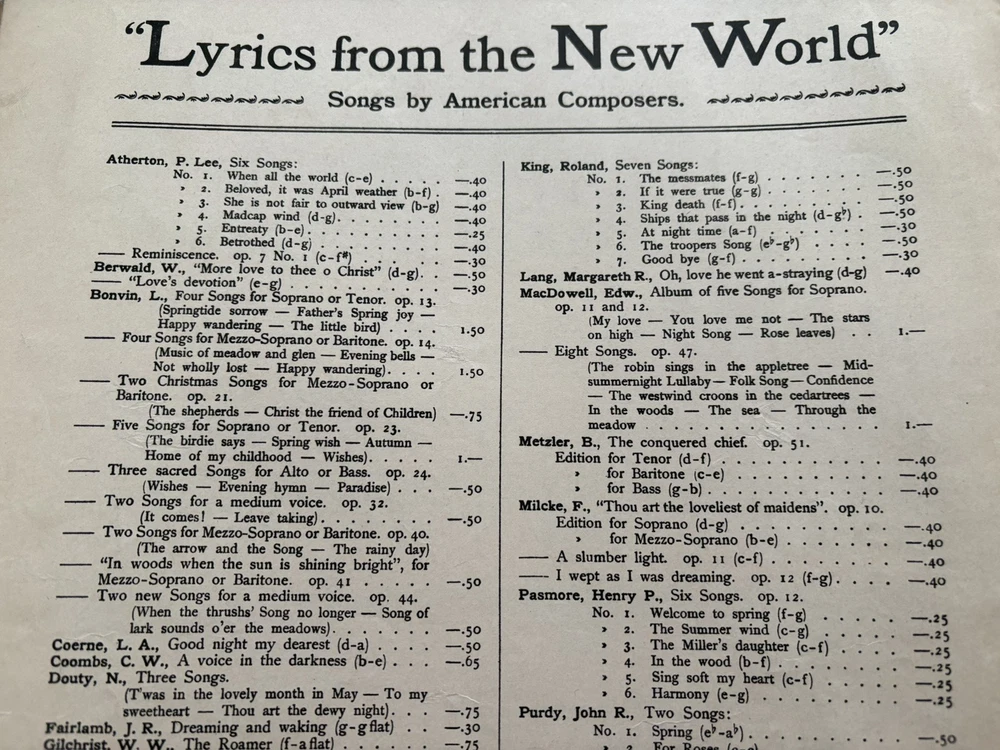 “Lyrics from the New World”
Songs by American Composers.
Atherton, P. Lee, Six Songs:
No. 1. When all the world (c-e) . . . . . —.40
» 2. Beloved, it was April weather (b-f) . —.40
» 3. She is not fair to outward view (b-g) —.40
» 4. Madcap wind (d-g). . . . . . . . . —.40
» 5. Entreaty (b-e) . . . . . . . . . . —.25
» 6. Betrothed (d-g) . . . . . . . . . . —.40
—— Reminiscence. op. 7 No. 1 (c-f♯) . . . . —.30
Berwald, W., “More love to thee o Christ” (d-g). . —.50
—— “Love's devotion” (e-g) . . . . . . . . . —.30
Bonvin, L., Four Songs for Soprano or Tenor. op. 13.
(Springtide sorrow — Father's Spring joy —
Happy wandering — The little bird) . . . . 1.50
—— Four Songs for Mezzo-Soprano or Baritone. op. 14.
(Music of meadow and glen — Evening bells —
Not wholly lost — Happy wandering). . . . 1.50
—— Two Christmas Songs for Mezzo-Soprano or
Baritone. op. 21.
(The shepherds — Christ the friend of Children) —.75
—— Five Songs for Soprano or Tenor. op. 23.
(The birdie says — Spring wish — Autumn —
Home of my childhood — Wishes). . . . . 1.—
—— Three sacred Songs for Alto or Bass. op. 24.
(Wishes — Evening hymn — Paradise) . . . —.50
—— Two Songs for a medium voice. op. 32.
(It comes! — Leave taking). . . . . . . . —.50
—— Two Songs for Mezzo-Soprano or Baritone. op. 40.
(The arrow and the Song — The rainy day)
—— “In woods when the sun is shining bright”, for
Mezzo-Soprano or Baritone. op. 41 . . . . . —.50
—— Two new Songs for a medium voice. op. 44.
(When the thrushs' Song no longer — Song of
lark sounds o'er the meadows). . . . . . . —.50
Coerne, L. A., Good night my dearest (d-a) . . . —.50
Coombs, C. W., A voice in the darkness (b-e) . . . —.65
Douty, N., Three Songs.
(T'was in the lovely month in May — To my
sweetheart — Thou art the dewy night). . . —.75
Fairlamb, J. R., Dreaming and waking (g-g flat) . . —.30
Gilchrist, W. W., The Roamer (f-a flat) . . . . . —.75
King, Roland, Seven Songs:
No. 1. The messmates (f-g) . . . . . . . —.50
» 2. If it were true (g-g) . . . . . . . —.50
» 3. King death (f-f). . . . . . . . . —.50
» 4. Ships that pass in the night (d-g♭) . —.50
» 5. At night time (a-f) . . . . . . . . —.30
» 6. The troopers Song (e♭-g♭) . . . . —.50
» 7. Good bye (g-f) . . . . . . . . . —.30
Lang, Margareth R., Oh, love he went a-straying (d-g) —.40
MacDowell, Edw., Album of five Songs for Soprano.
op. 11 and 12.
(My love — You love me not — The stars
on high — Night Song — Rose leaves) . . 1.—
—— Eight Songs. op. 47.
(The robin sings in the appletree — Mid-
summernight Lullaby — Folk Song — Confidence
— The westwind croons in the cedartrees —
In the woods — The sea — Through the
meadow . . . . . . . . . . . . . . . 1.—
Metzler, B., The conquered chief. op. 51.
Edition for Tenor (d-f) . . . . . . . . . . —.40
» for Baritone (c-e) . . . . . . . . . —.40
» for Bass (g-b) . . . . . . . . . . . —.40
Milcke, F., “Thou art the loveliest of maidens”. op. 10.
Edition for Soprano (d-g) . . . . . . . . . —.40
» for Mezzo-Soprano (b-e) . . . . . . —.40
—— A slumber light. op. 11 (c-f) . . . . . . . —.40
—— I wept as I was dreaming. op. 12 (f-g). . . . —.40
Pasmore, Henry P., Six Songs. op. 12.
No. 1. Welcome to spring (f-g) . . . . . . —.25
» 2. The Summer wind (c-g) . . . . . . —.25
» 3. The Miller's daughter (c-f) . . . . . —.25
» 4. In the wood (b-f) . . . . . . . . —.25
» 5. Sing soft my heart (c-f) . . . . . . —.25
» 6. Harmony (e-g) . . . . . . . . . . —.25
Purdy, John R., Two Songs:
No. 1. Spring (e♭-a♭) . . . . . . . . . . —.50
» 2. For Roses